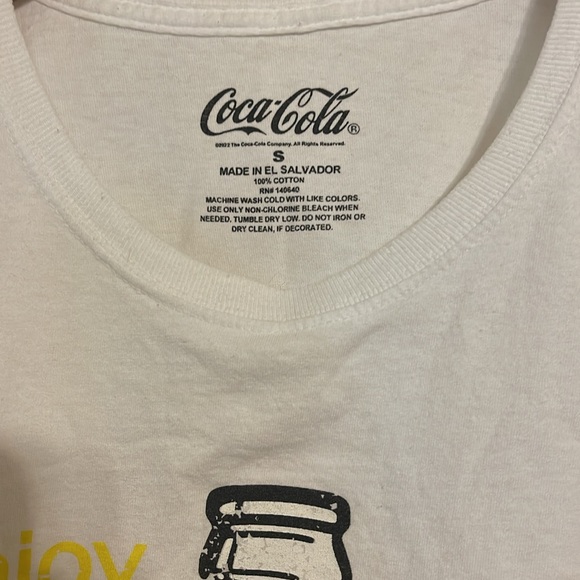 Coca-Cola®
©2023 The Coca-Cola Company. All Rights Reserved.
S
MADE IN EL SALVADOR
100% COTTON
RN# 140640
MACHINE WASH COLD WITH LIKE COLORS.
USE ONLY NON-CHLORINE BLEACH WHEN
NEEDED. TUMBLE DRY LOW. DO NOT IRON OR
DRY CLEAN, IF DECORATED.
njoy